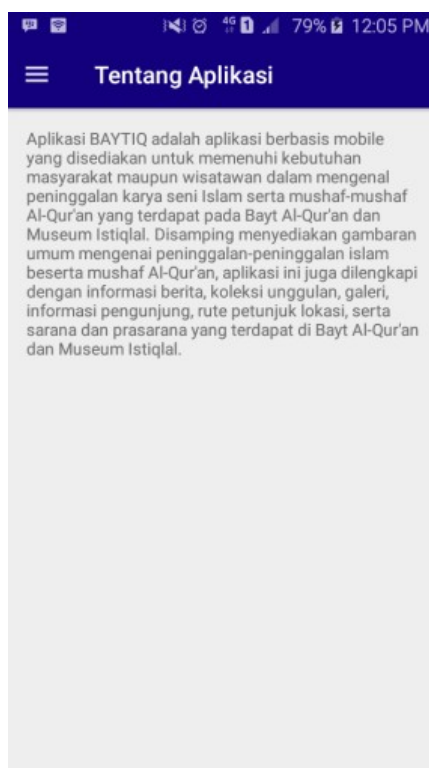 4G 1 79% 12:05 PM
Tentang Aplikasi
Aplikasi BAYTIQ adalah aplikasi berbasis mobile
yang disediakan untuk memenuhi kebutuhan
masyarakat maupun wisatawan dalam mengenal
peninggalan karya seni Islam serta mushaf-mushaf
Al-Qur'an yang terdapat pada Bayt Al-Qur'an dan
Museum Istiqlal. Disamping menyediakan gambaran
umum mengenai peninggalan-peninggalan islam
beserta mushaf Al-Qur'an, aplikasi ini juga dilengkapi
dengan informasi berita, koleksi unggulan, galeri,
informasi pengunjung, rute petunjuk lokasi, serta
sarana dan prasarana yang terdapat di Bayt Al-Qur'an
dan Museum Istiqlal.